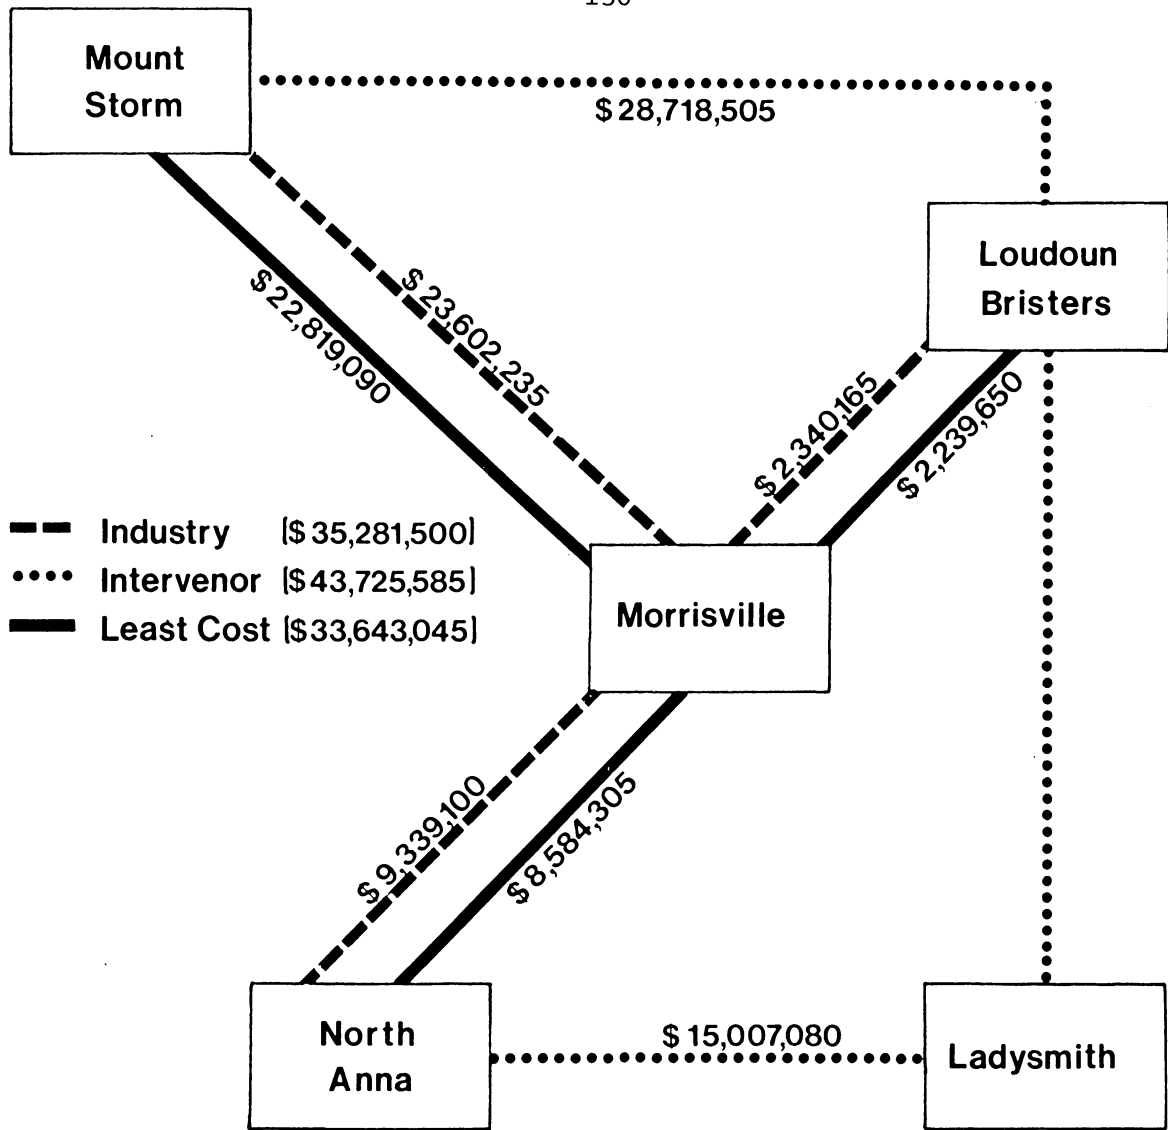 Mount
Storm
$28,718,505
Loudoun
Bristers
$22,819,090
$23,602,235
$2,340,165
$2,239,650
Industry ($35,281,500)
Intervenor ($43,725,585)
Least Cost ($33,643,045)
Morrisville
$9,339,100
$8,584,305
North
Anna
$15,007,080
Ladysmith